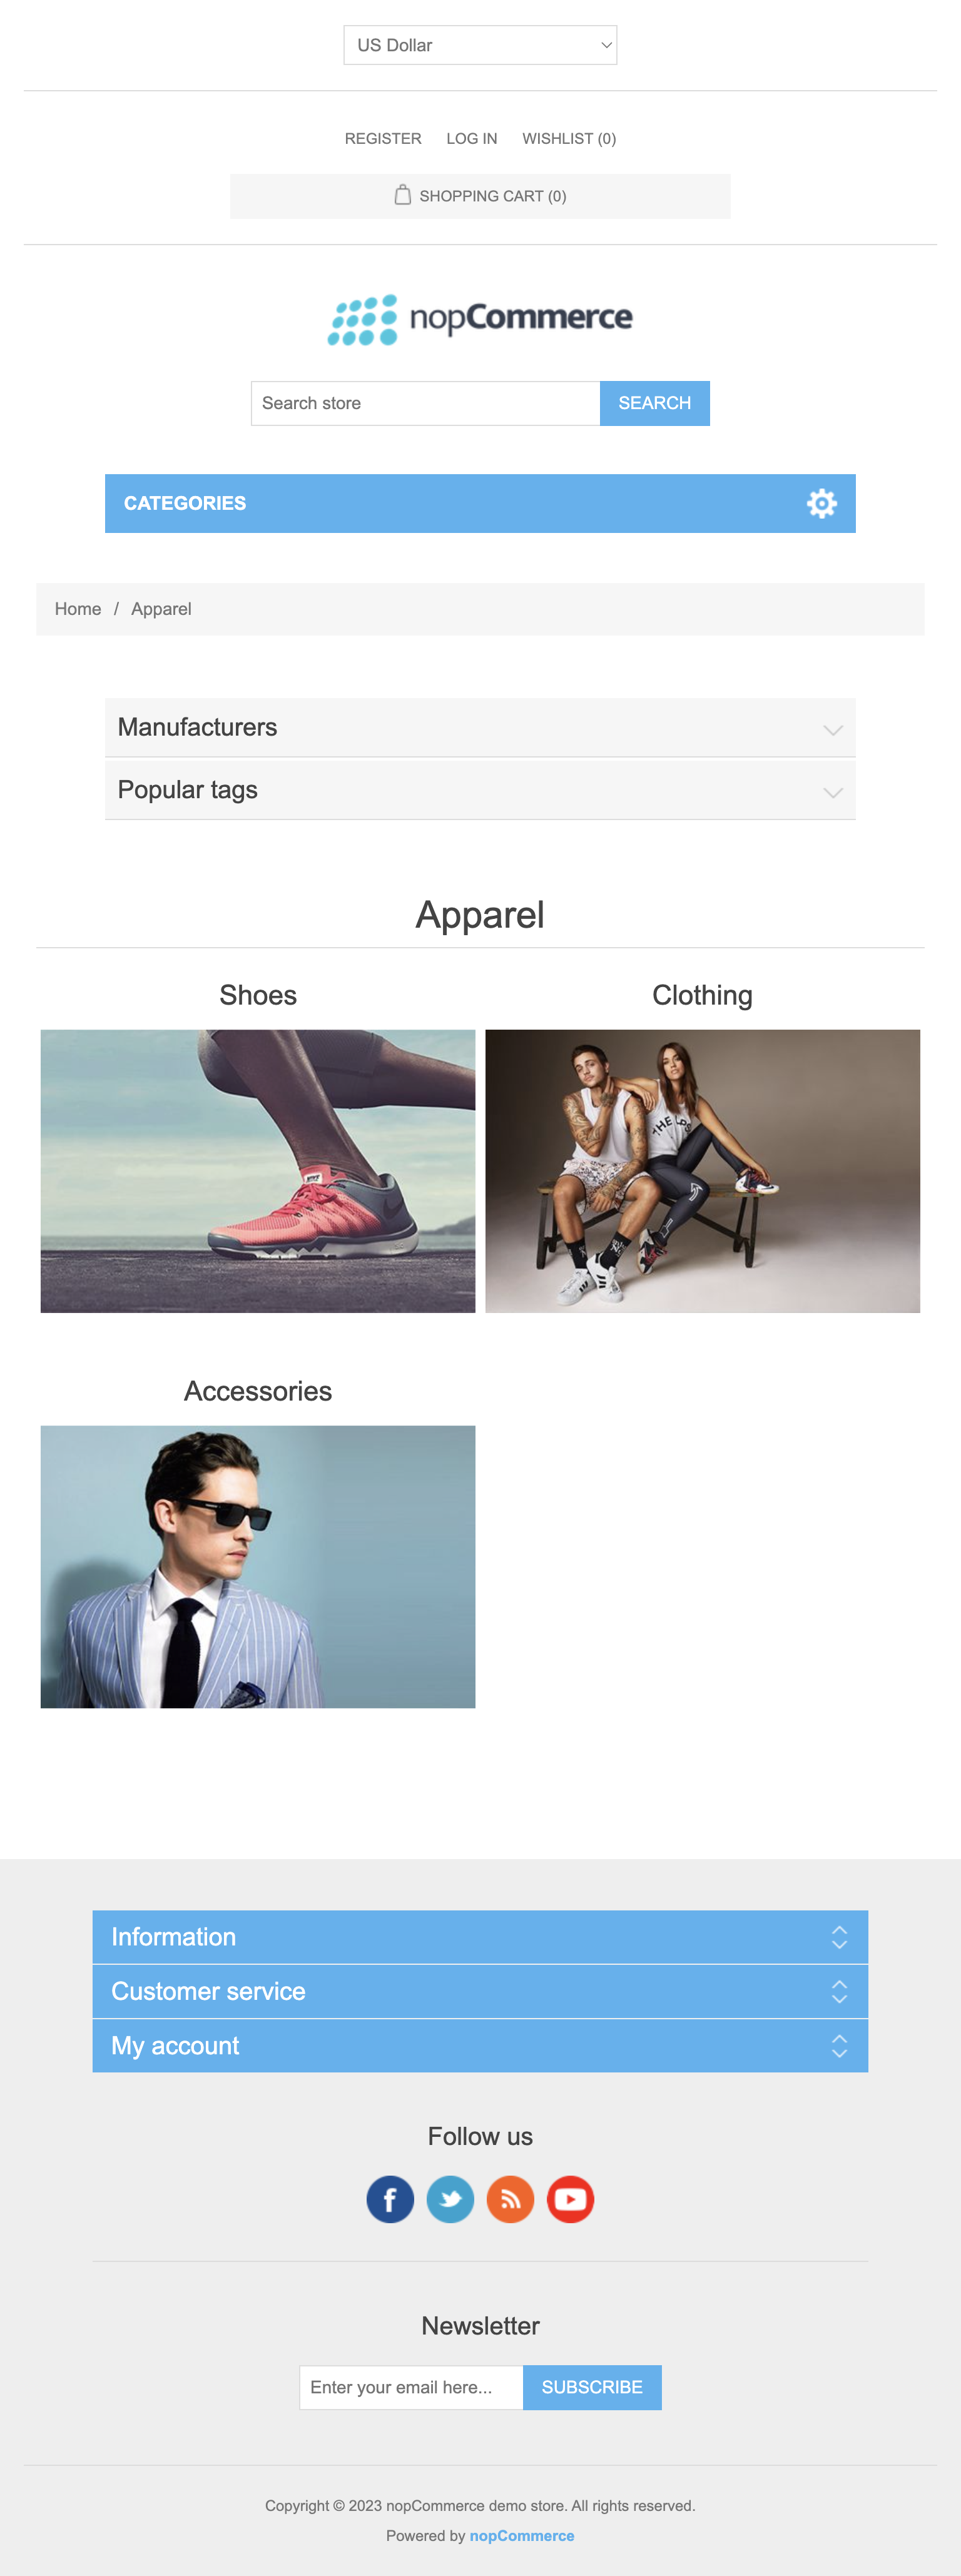 US Dollar
REGISTER LOG IN WISHLIST (0)
SHOPPING CART (0)
nopCommerce
Search store SEARCH
CATEGORIES
Home / Apparel
Manufacturers
Popular tags
Apparel
Shoes Clothing
THE LPS
Accessories
Information
Customer service
My account
Follow us
Newsletter
Enter your email here... SUBSCRIBE
Copyright © 2023 nopCommerce demo store. All rights reserved.
Powered by nopCommerce